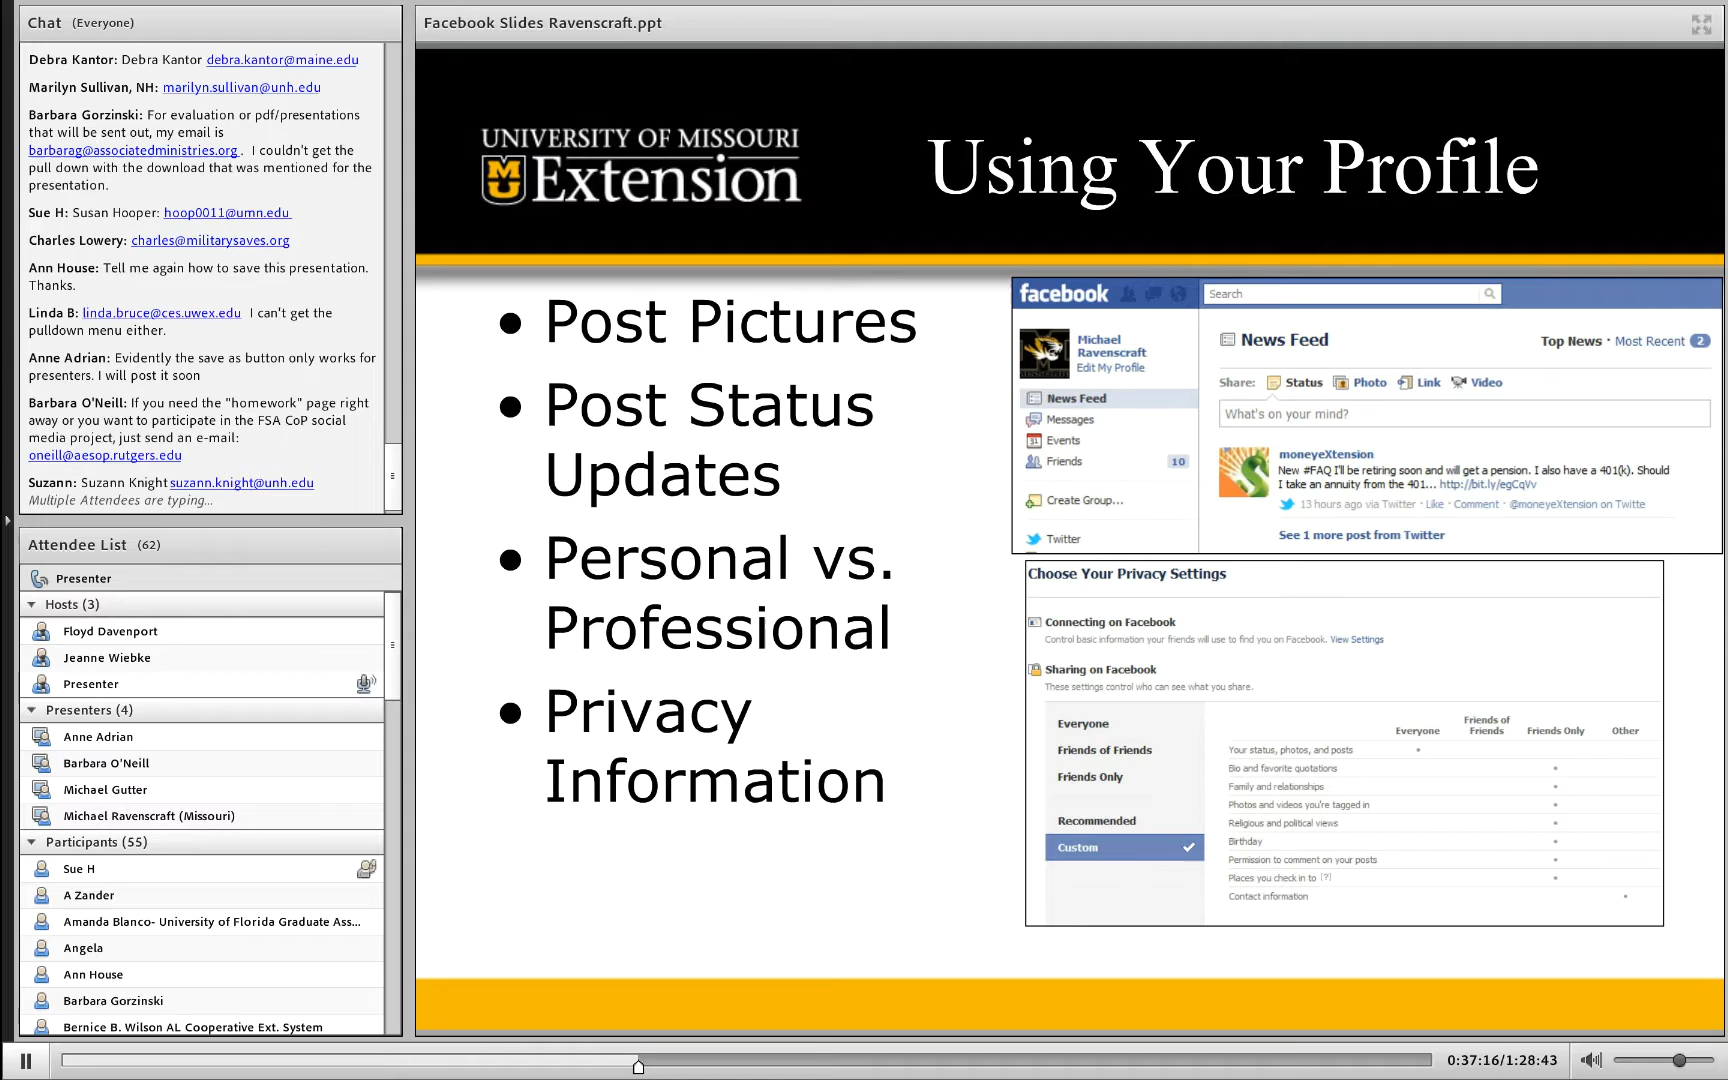 Chat (Everyone)
Debra Kantor: Debra Kantor debra.kantor@maine.edu
Marilyn Sullivan, NH: marilyn.sullivan@unh.edu
Barbara Gorzinski: For evaluation or pdf/presentations
that will be sent out, my email is
barbarag@associatedministries.org . I couldn't get the
pull down with the download that was mentioned for the
presentation.
Sue H: Susan Hooper: hoop0011@umn.edu
Charles Lowery: charles@militarysaves.org
Ann House: Tell me again how to save this presentation.
Thanks.
Linda B: linda.bruce@ces.uwex.edu I can't get the
pulldown menu either.
Anne Adrian: Evidently the save as button only works for
presenters. I will post it soon
Barbara O'Neill: If you need the "homework" page right
away or you want to participate in the FSA CoP social
media project, just send an e-mail:
oneill@aesop.rutgers.edu
Suzann: Suzann Knight suzann.knight@unh.edu
Multiple Attendees are typing...
Attendee List (62)
Presenter
Hosts (3)
Floyd Davenport
Jeanne Wiebke
Presenter
Presenters (4)
Anne Adrian
Barbara O'Neill
Michael Gutter
Michael Ravenscraft (Missouri)
Participants (55)
Sue H
A Zander
Amanda Blanco- University of Florida Graduate Ass...
Angela
Ann House
Barbara Gorzinski
Bernice B. Wilson AL Cooperative Ext. System
Facebook Slides Ravenscraft.ppt
UNIVERSITY OF MISSOURI
MU Extension
Using Your Profile
• Post Pictures
• Post Status
Updates
• Personal vs.
Professional
• Privacy
Information
facebook
Search
Michael
Ravenscraft
Edit My Profile
News Feed
Messages
31 Events
Friends 10
Create Group...
Twitter
News Feed
Top News · Most Recent 2
Share: Status Photo Link Video
What's on your mind?
moneyeXtension
New #FAQ I'll be retiring soon and will get a pension. I also have a 401(k). Should
I take an annuity from the 401... http://bit.ly/egCqVv
13 hours ago via Twitter · Like · Comment · @moneyeXtension on Twitte
See 1 more post from Twitter
Choose Your Privacy Settings
Connecting on Facebook
Control basic information your friends will use to find you on Facebook. View Settings
Sharing on Facebook
These settings control who can see what you share.
Everyone
Friends of Friends
Friends Only
Recommended
Custom
Everyone Friends of Friends Friends Only Other
Your status, photos, and posts
Bio and favorite quotations
Family and relationships
Photos and videos you're tagged in
Religious and political views
Birthday
Permission to comment on your posts
Places you check in to [?]
Contact information
0:37:16/1:28:43